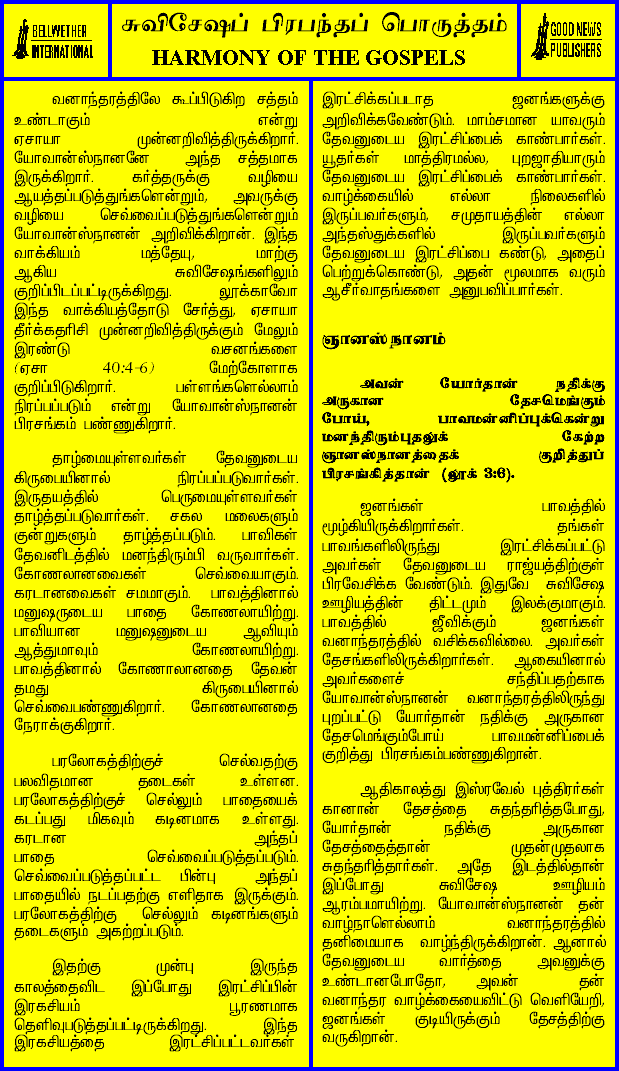 BELLWETHER
INTERNATIONAL
சுவிசேஷப் பிரபந்தப் பொருத்தம்
HARMONY OF THE GOSPELS
GOOD NEWS
PUBLISHERS
வனாந்தரத்திலே கூப்பிடுகிற சத்தம்
உண்டாகும் என்று
ஏசாயா முன்னறிவித்திருக்கிறார்.
யோவான்ஸ்நானனே அந்த சத்தமாக
இருக்கிறார். கர்த்தருக்கு வழியை
ஆயத்தப்படுத்துங்களென்றும், அவருக்கு
வழியை செவ்வைப்படுத்துங்களென்றும்
யோவான்ஸ்நானன் அறிவிக்கிறான். இந்த
வாக்கியம் மத்தேயு, மாற்கு
ஆகிய சுவிசேஷங்களிலும்
குறிப்பிடப்பட்டிருக்கிறது. லூக்காவோ
இந்த வாக்கியத்தோடு சேர்த்து, ஏசாயா
தீர்க்கதரிசி முன்னறிவித்திருக்கும் மேலும்
இரண்டு வசனங்களை
(ஏசா 40:4-6) மேற்கோளாக
குறிப்பிடுகிறார். பள்ளங்களெல்லாம்
நிரப்பப்படும் என்று யோவான்ஸ்நானன்
பிரசங்கம் பண்ணுகிறார்.
தாழ்மையுள்ளவர்கள் தேவனுடைய
கிருபையினால் நிரப்பப்படுவார்கள்.
இருதயத்தில் பெருமையுள்ளவர்கள்
தாழ்த்தப்படுவார்கள். சகல மலைகளும்
குன்றுகளும் தாழ்த்தப்படும். பாவிகள்
தேவனிடத்தில் மனந்திரும்பி வருவார்கள்.
கோணலானவைகள் செவ்வையாகும்.
கரடானவைகள் சமமாகும். பாவத்தினால்
மனுஷருடைய பாதை கோணலாயிற்று.
பாவியான மனுஷனுடைய ஆவியும்
ஆத்துமாவும் கோணலாயிற்று.
பாவத்தினால் கோணாலானதை தேவன்
தமது கிருபையினால்
செவ்வைபண்ணுகிறார். கோணலானதை
நேராக்குகிறார்.
பரலோகத்திற்குச் செல்வதற்கு
பலவிதமான தடைகள் உள்ளன.
பரலோகத்திற்குச் செல்லும் பாதையைக்
கடப்பது மிகவும் கடினமாக உள்ளது.
கரடான அந்தப்
பாதை செவ்வைப்படுத்தப்படும்.
செவ்வைப்படுத்தப்பட்ட பின்பு அந்தப்
பாதையில் நடப்பதற்கு எளிதாக இருக்கும்.
பரலோகத்திற்கு செல்லும் கடினங்களும்
தடைகளும் அகற்றப்படும்.
இதற்கு முன்பு இருந்த
காலத்தைவிட இப்போது இரட்சிப்பின்
இரகசியம் பூரணமாக
தெளிவுபடுத்தப்பட்டிருக்கிறது. இந்த
இரகசியத்தை இரட்சிப்பட்டவர்கள்
இரட்சிக்கப்படாத ஜனங்களுக்கு
அறிவிக்கவேண்டும். மாம்சமான யாவரும்
தேவனுடைய இரட்சிப்பைக் காண்பார்கள்.
யூதர்கள் மாத்திரமல்ல, புறஜாதியாரும்
தேவனுடைய இரட்சிப்பைக் காண்பார்கள்.
வாழ்க்கையில் எல்லா நிலைகளில்
இருப்பவர்களும், சமுதாயத்தின் எல்லா
அந்தஸ்துக்களில் இருப்பவர்களும்
தேவனுடைய இரட்சிப்பை கண்டு, அதைப்
பெற்றுக்கொண்டு, அதன் மூலமாக வரும்
ஆசீர்வாதங்களை அனுபவிப்பார்கள்.
ஞானஸ்நானம்
அவன் யோர்தான் நதிக்கு
அருகான தேசமெங்கும்
போய், பாவமன்னிப்புக்கென்று
மனந்திரும்புதலுக் கேற்ற
ஞானஸ்நானத்தைக் குறித்துப்
பிரசங்கித்தான் (லூக் 3:6).
ஜனங்கள் பாவத்தில்
மூழ்கியிருக்கிறார்கள். தங்கள்
பாவங்களிலிருந்து இரட்சிக்கப்பட்டு
அவர்கள் தேவனுடைய ராஜ்யத்திற்குள்
பிரவேசிக்க வேண்டும். இதுவே சுவிசேஷ
ஊழியத்தின் திட்டமும் இலக்குமாகும்.
பாவத்தில் ஜீவிக்கும் ஜனங்கள்
வனாந்தரத்தில் வசிக்கவில்லை. அவர்கள்
தேசங்களிலிருக்கிறார்கள். ஆகையினால்
அவர்களைச் சந்திப்பதற்காக
யோவான்ஸ்நானன் வனாந்தரத்திலிருந்து
புறப்பட்டு யோர்தான் நதிக்கு அருகான
தேசமெங்கும்போய் பாவமன்னிப்பைக்
குறித்து பிரசங்கம்பண்ணுகிறான்.
ஆதிகாலத்து இஸ்ரவேல் புத்திரர்கள்
கானான் தேசத்தை சுதந்தரித்தபோது,
யோர்தான் நதிக்கு அருகான
தேசத்தைத்தான் முதன்முதலாக
சுதந்தரித்தார்கள். அதே இடத்தில்தான்
இப்போது சுவிசேஷ ஊழியம்
ஆரம்பமாயிற்று. யோவான்ஸ்நானன் தன்
வாழ்நாளெல்லாம் வனாந்தரத்தில்
தனிமையாக வாழ்ந்திருக்கிறான். ஆனால்
தேவனுடைய வார்த்தை அவனுக்கு
உண்டானபோதோ, அவன் தன்
வனாந்தர வாழ்க்கையைவிட்டு வெளியேறி,
ஜனங்கள் குடியிருக்கும் தேசத்திற்கு
வருகிறான்.